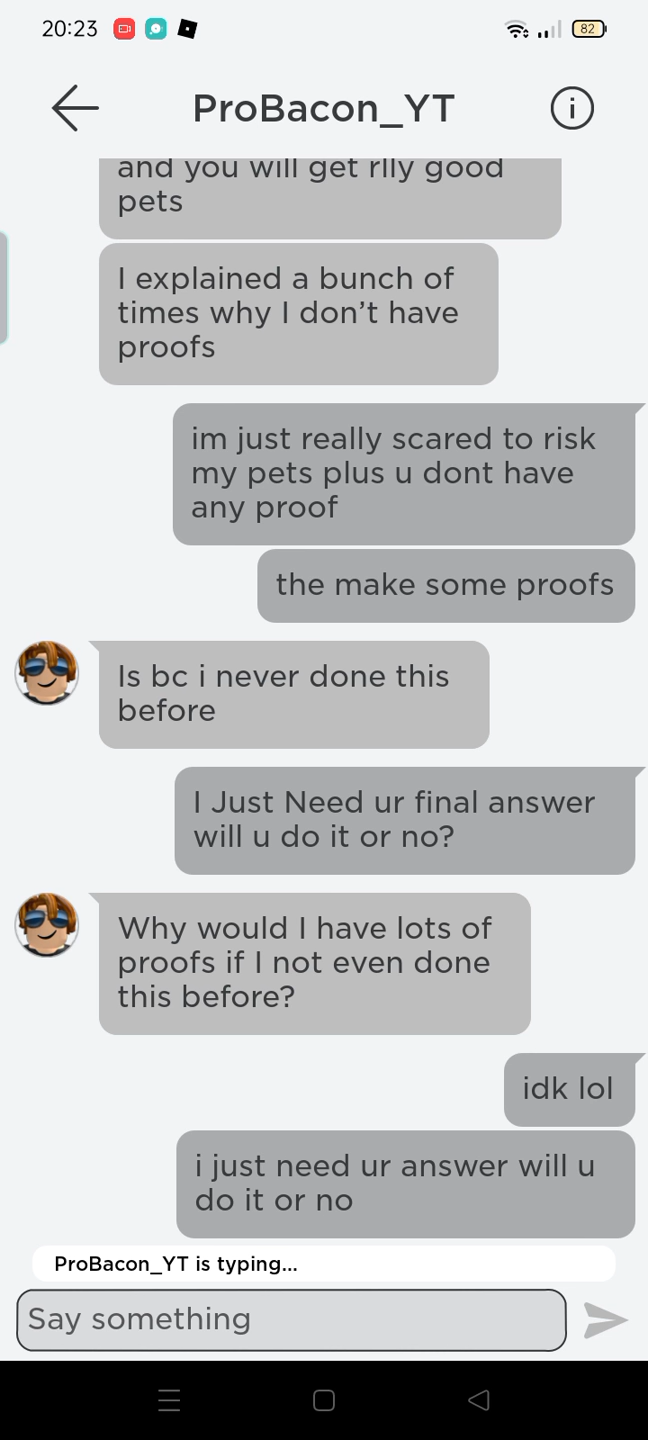 20:23
82
ProBacon_YT
and you will get rlly good
pets
I explained a bunch of
times why I don’t have
proofs
im just really scared to risk
my pets plus u dont have
any proof
the make some proofs
Is bc i never done this
before
I Just Need ur final answer
will u do it or no?
Why would I have lots of
proofs if I not even done
this before?
idk lol
i just need ur answer will u
do it or no
ProBacon_YT is typing...
Say something